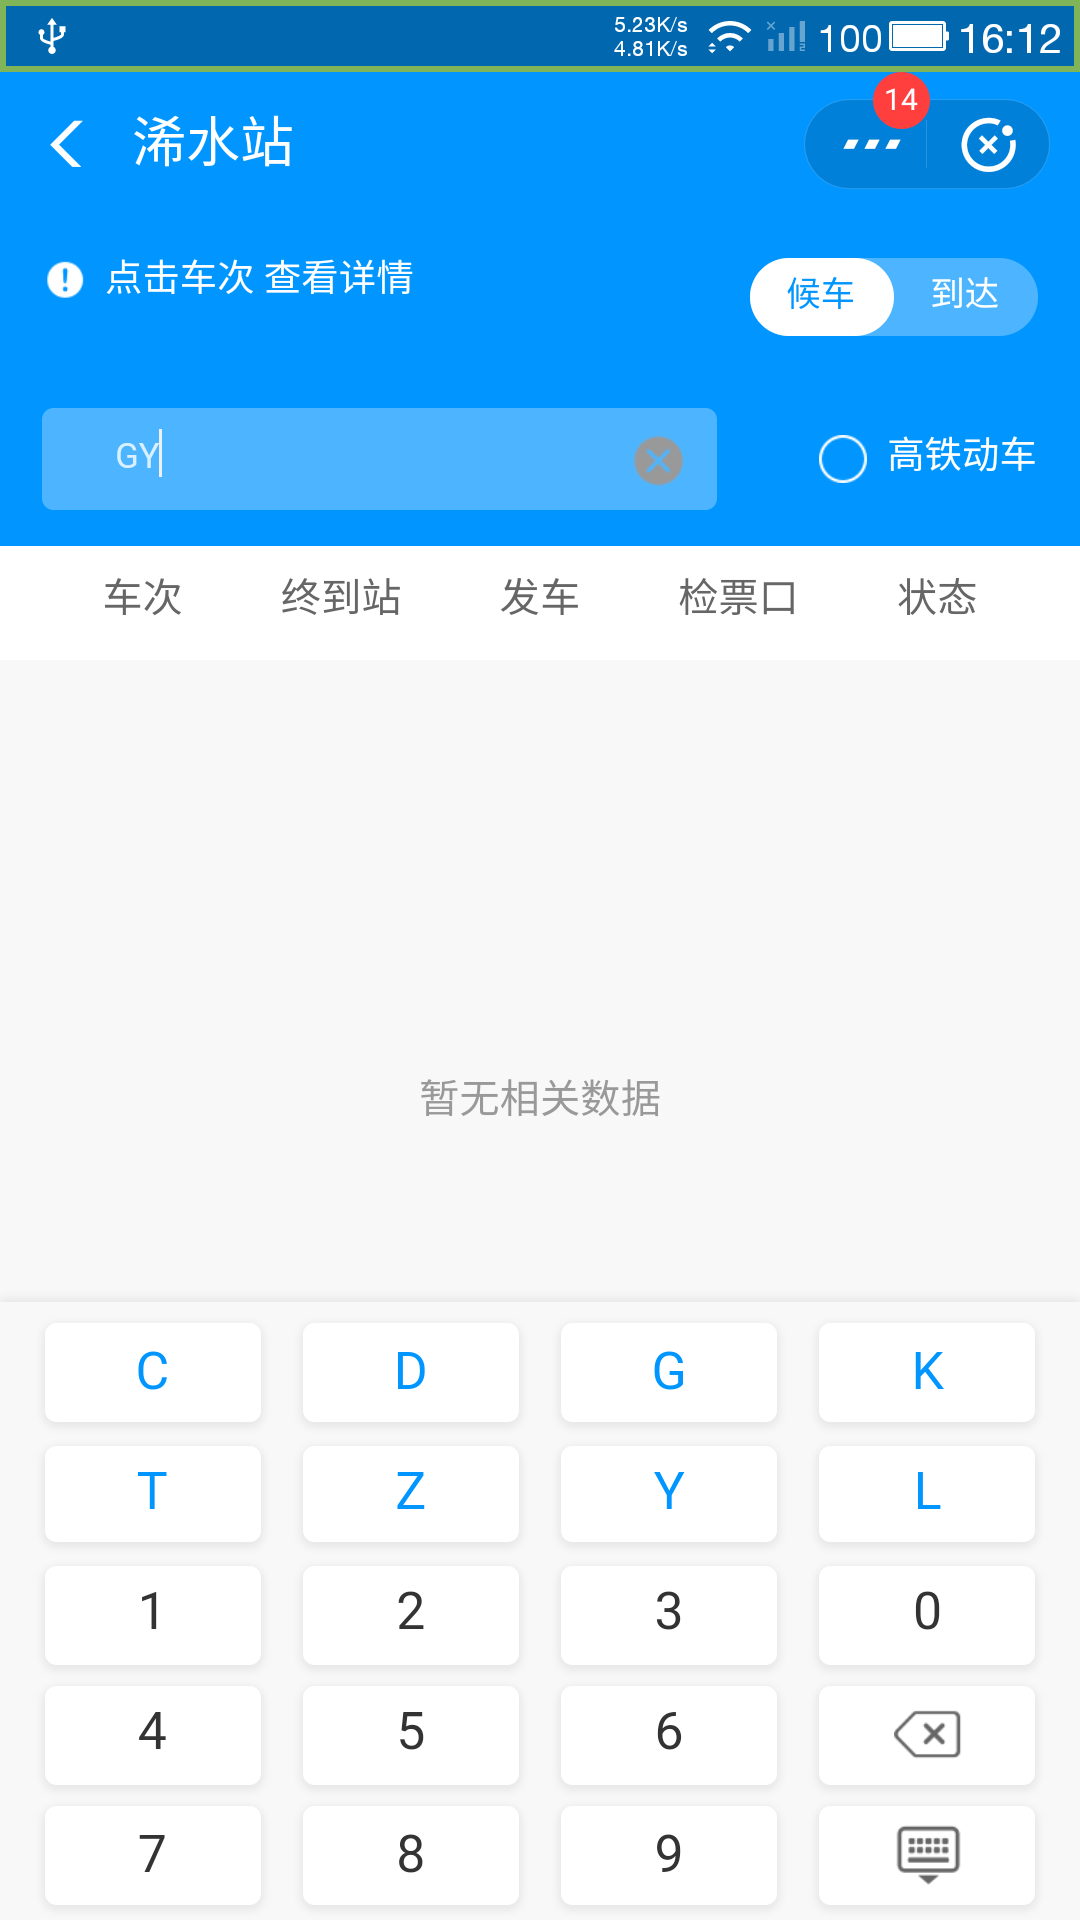 5.23K/s
4.81K/s
100
16:12
浠水站
14
点击车次 查看详情
候车 到达
GY
高铁动车
车次 终到站 发车 检票口 状态
暂无相关数据
C D G K
T Z Y L
1 2 3 0
4 5 6
7 8 9